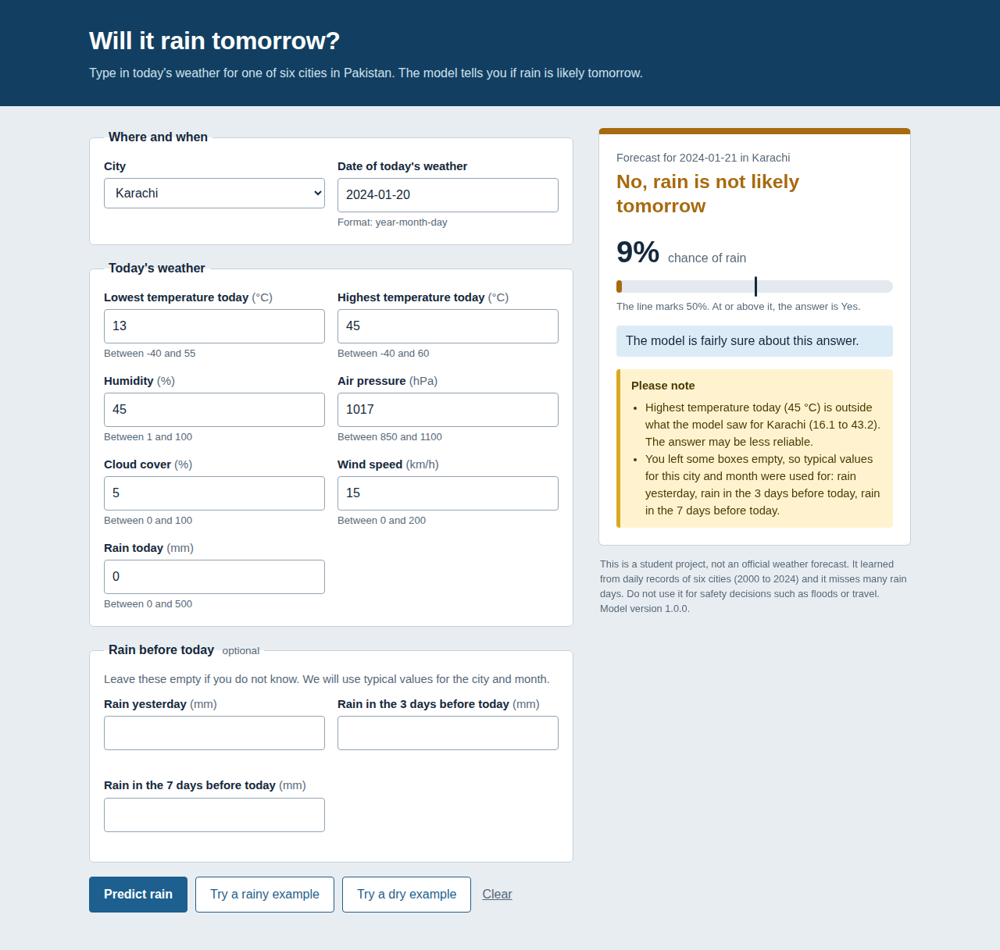 Will it rain tomorrow?
Type in today's weather for one of six cities in Pakistan. The model tells you if rain is likely tomorrow.
Where and when
City
Karachi
Date of today's weather
2024-01-20
Format: year-month-day
Today's weather
Lowest temperature today (°C)
13
Between -40 and 55
Highest temperature today (°C)
45
Between -40 and 60
Humidity (%)
45
Between 1 and 100
Air pressure (hPa)
1017
Between 850 and 1100
Cloud cover (%)
5
Between 0 and 100
Wind speed (km/h)
15
Between 0 and 200
Rain today (mm)
0
Between 0 and 500
Rain before today optional
Leave these empty if you do not know. We will use typical values for the city and month.
Rain yesterday (mm)
Rain in the 3 days before today (mm)
Rain in the 7 days before today (mm)
Predict rain
Try a rainy example
Try a dry example
Clear
Forecast for 2024-01-21 in Karachi
No, rain is not likely
tomorrow
9% chance of rain
The line marks 50%. At or above it, the answer is Yes.
The model is fairly sure about this answer.
Please note
• Highest temperature today (45 °C) is outside
what the model saw for Karachi (16.1 to 43.2).
The answer may be less reliable.
• You left some boxes empty, so typical values
for this city and month were used for: rain
yesterday, rain in the 3 days before today, rain
in the 7 days before today.
This is a student project, not an official weather forecast. It learned
from daily records of six cities (2000 to 2024) and it misses many rain
days. Do not use it for safety decisions such as floods or travel.
Model version 1.0.0.